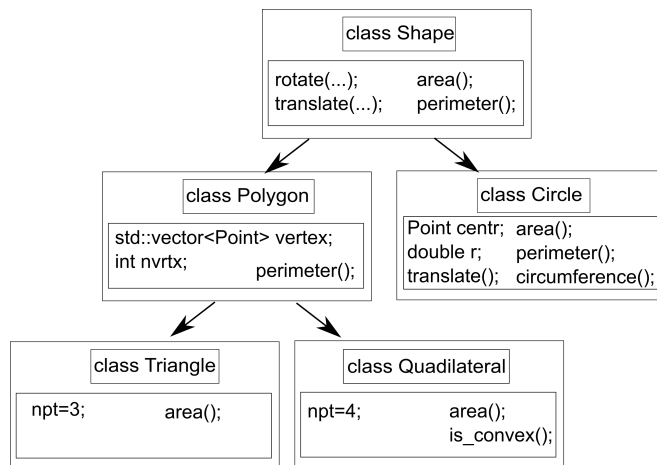 class Shape
rotate(...); area();
translate(...); perimeter();
class Polygon
std::vector<Point> vertex;
int nvrtx;
perimeter();
class Circle
Point centr; area();
double r; perimeter();
translate(); circumference();
class Triangle
npt=3; area();
class Quadilateral
npt=4; area();
is_convex();